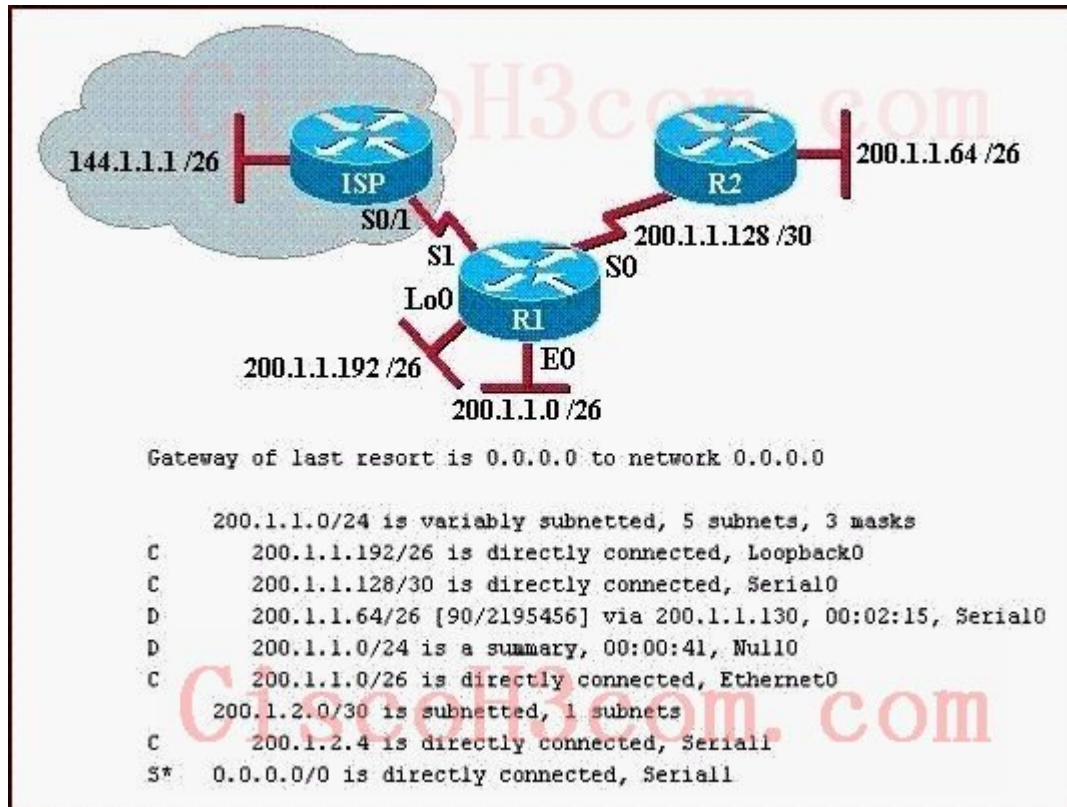 CiscoH3com.com
144.1.1.1 /26
ISP
R2
200.1.1.64 /26
S0/1
200.1.1.128 /30
S1
S0
Lo0
R1
E0
200.1.1.192 /26
200.1.1.0 /26
Gateway of last resort is 0.0.0.0 to network 0.0.0.0
200.1.1.0/24 is variably subnetted, 5 subnets, 3 masks
C 200.1.1.192/26 is directly connected, Loopback0
C 200.1.1.128/30 is directly connected, Serial0
D 200.1.1.64/26 [90/2195456] via 200.1.1.130, 00:02:15, Serial0
D 200.1.1.0/24 is a summary, 00:00:41, Null0
C 200.1.1.0/26 is directly connected, Ethernet0
200.1.2.0/30 is subnetted, 1 subnets
C 200.1.2.4 is directly connected, Serial1
S* 0.0.0.0/0 is directly connected, Serial1
CiscoH3com.com